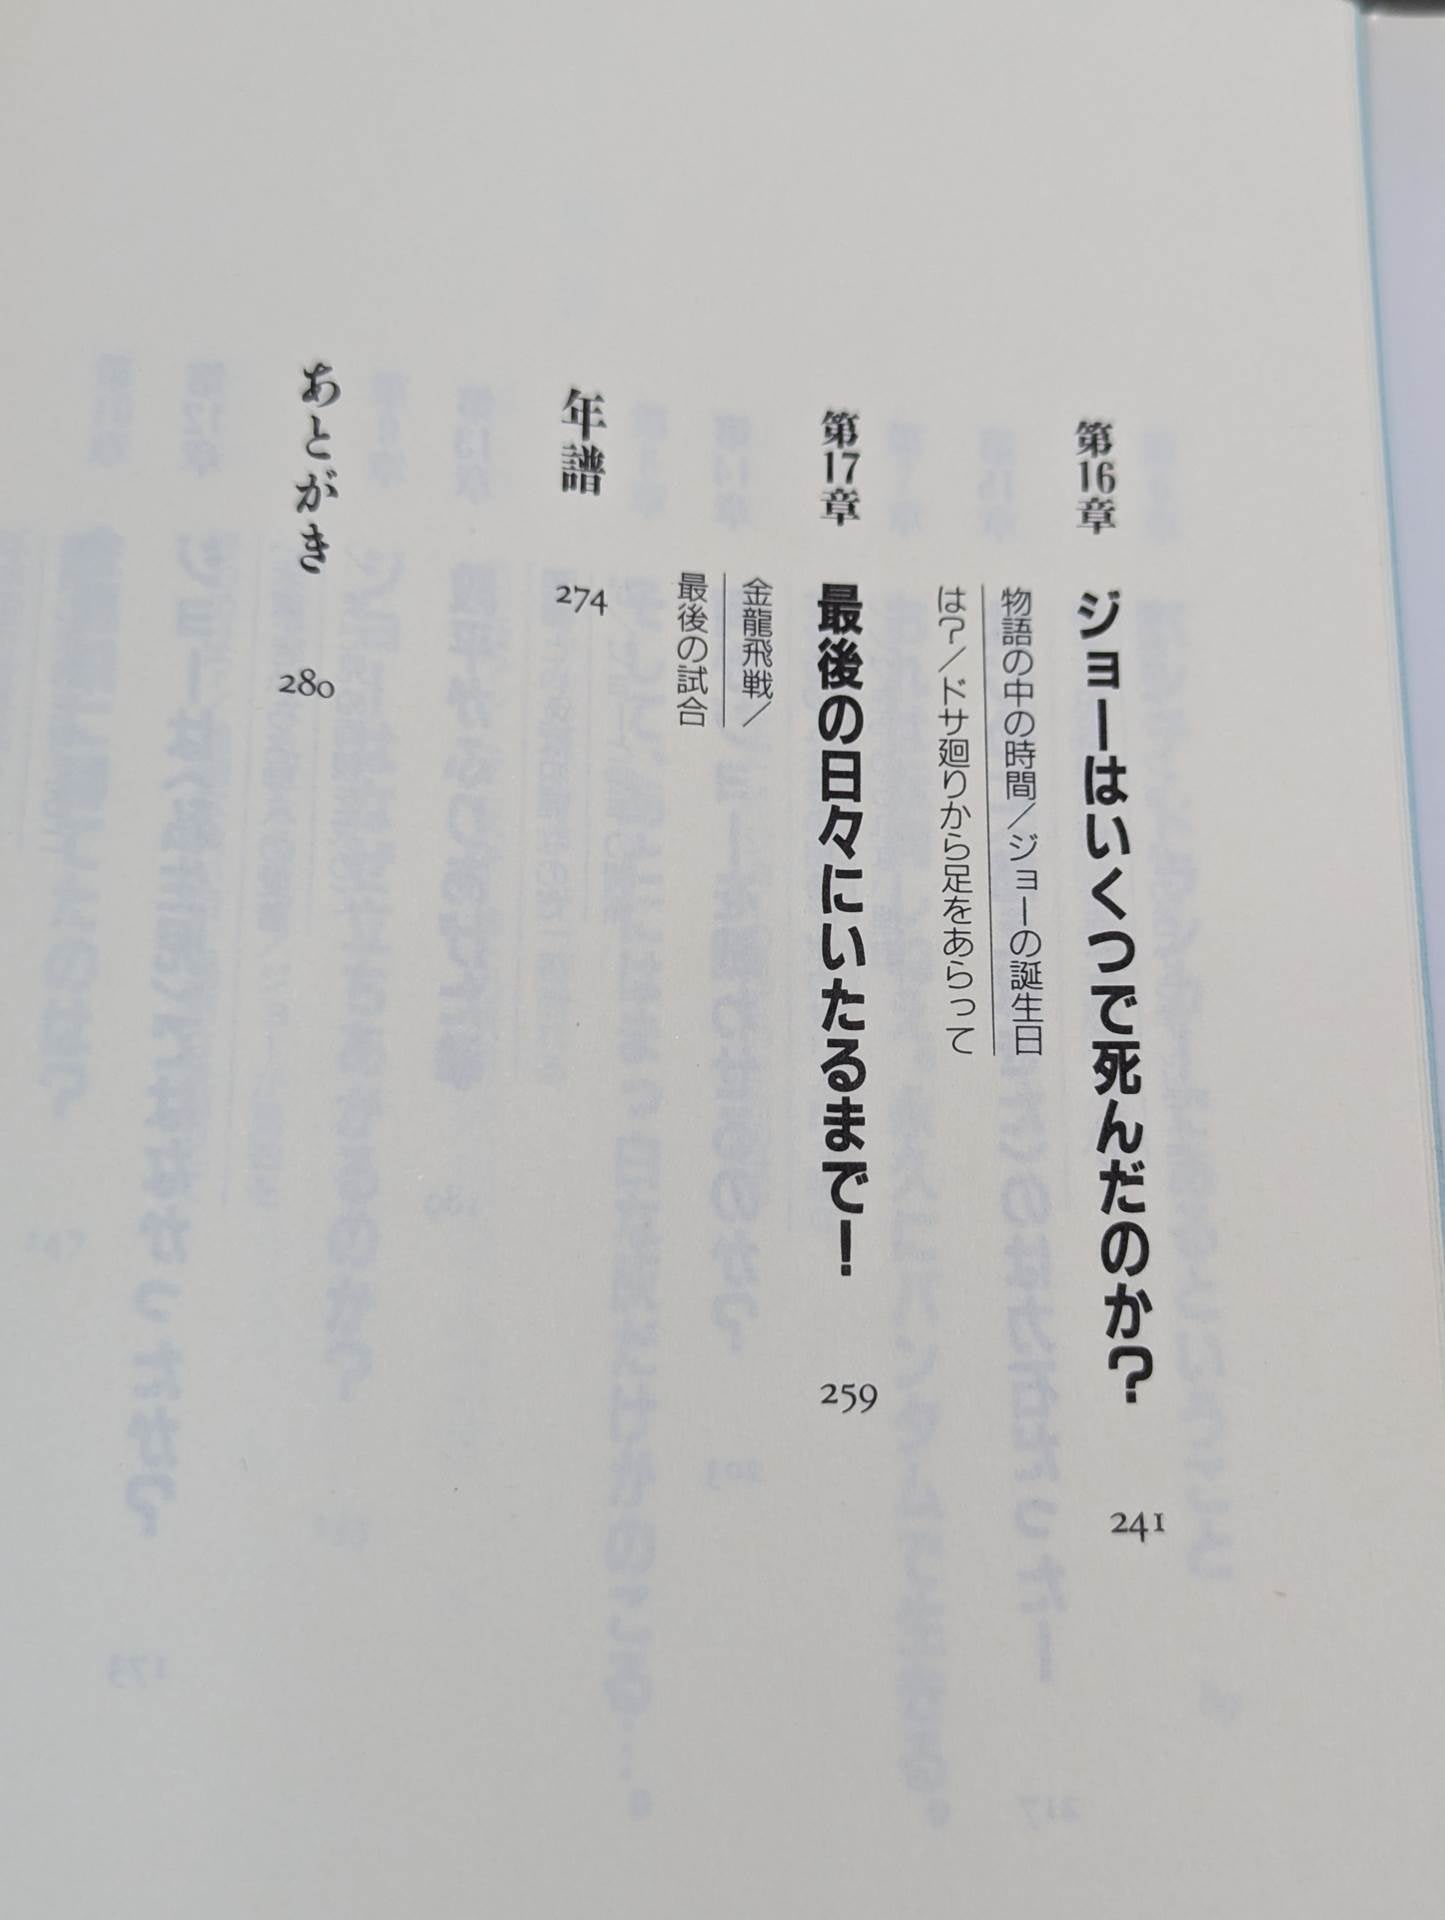 第16章 ジョーはいくつで死んだのか? 241
物語の中の時間/ジョーの誕生日
は?/ドサ廻りから足をあらって
第17章 最後の日々にいたるまで! 259
金龍飛戦/
最後の試合
年譜 274
あとがき 280